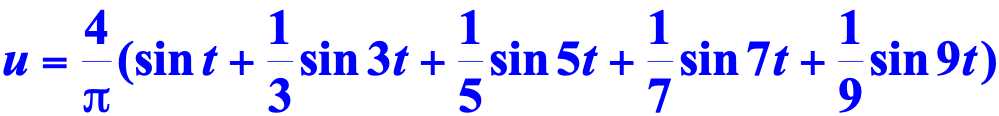 u = 4/π (sin t + 1/3 sin 3t + 1/5 sin 5t + 1/7 sin 7t + 1/9 sin 9t)